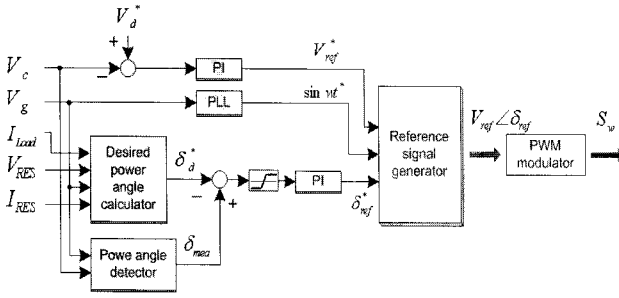 V_d^*
+
V_c
−
PI
V_ref^*
V_g
PLL
sin wt^*
I_Load
V_RES
I_RES
Desired
power
angle
calculator
δ_d^*
−
+
PI
δ_ref^*
Powe angle
detector
δ_mea
Reference
signal
generator
V_ref∠δ_ref
PWM
modulator
S_w